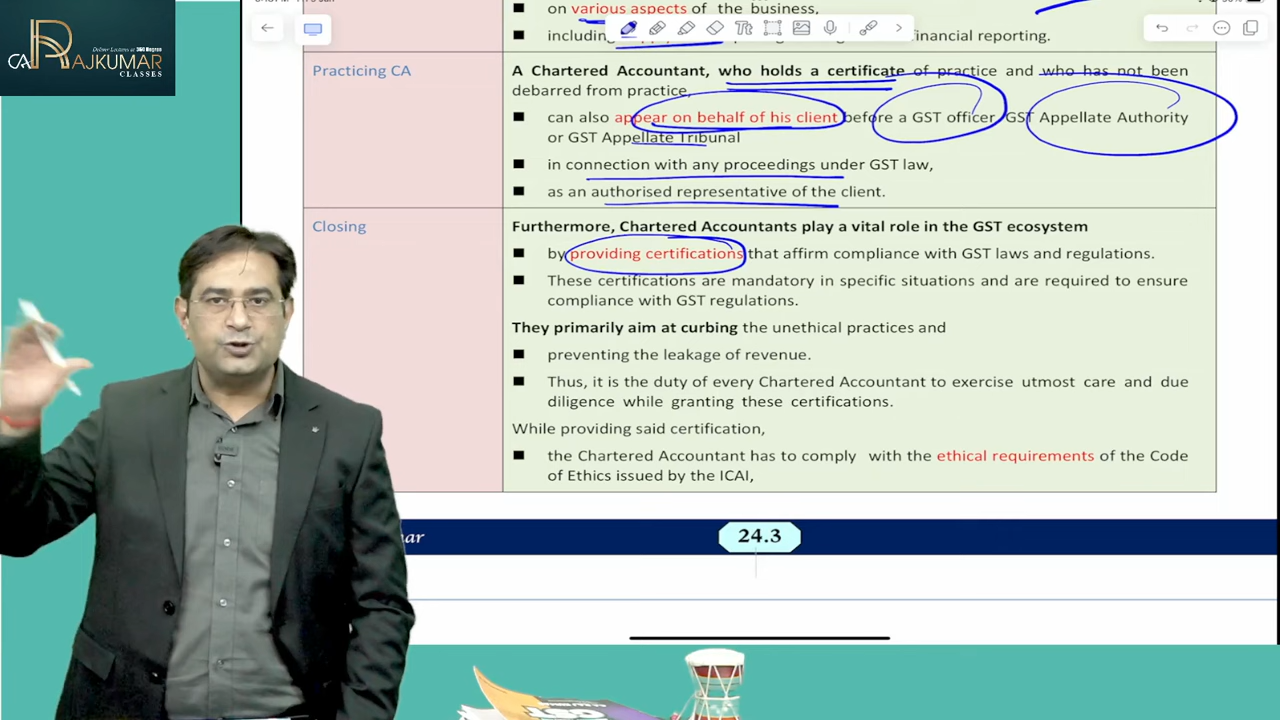 Deliver Lectures at 360 Degree
CA RAJKUMAR
CLASSES
on various aspects of the business,
including financial reporting.
Practicing CA
A Chartered Accountant, who holds a certificate of practice and who has not been
debarred from practice,
can also appear on behalf of his client before a GST officer, GST Appellate Authority
or GST Appellate Tribunal
in connection with any proceedings under GST law,
as an authorised representative of the client.
Closing
Furthermore, Chartered Accountants play a vital role in the GST ecosystem
by providing certifications that affirm compliance with GST laws and regulations.
These certifications are mandatory in specific situations and are required to ensure
compliance with GST regulations.
They primarily aim at curbing the unethical practices and
preventing the leakage of revenue.
Thus, it is the duty of every Chartered Accountant to exercise utmost care and due
diligence while granting these certifications.
While providing said certification,
the Chartered Accountant has to comply with the ethical requirements of the Code
of Ethics issued by the ICAI,
ar
24.3